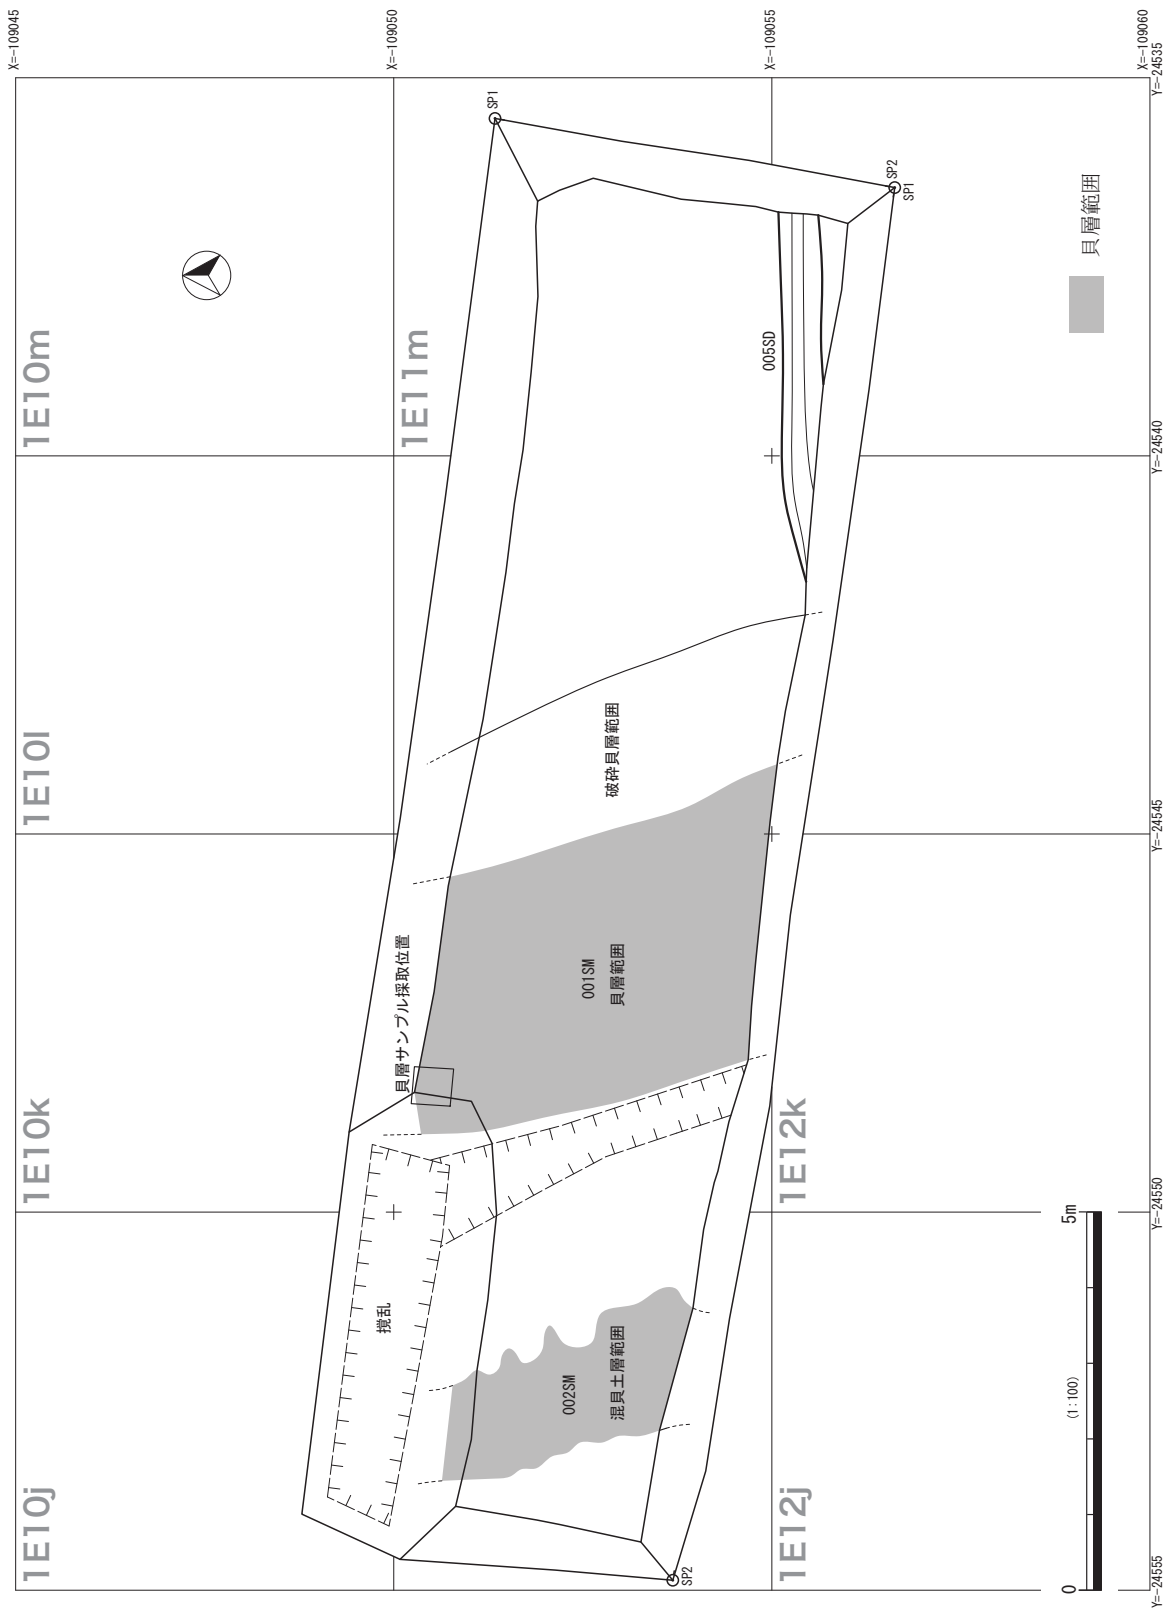 1E10j
1E10k
1E10l
1E10m
X=-109045
X=-109050
1E11m
撹乱
貝層サンプル採取位置
SP1
002SM
混貝土層範囲
001SM
貝層範囲
破砕貝層範囲
005SD
X=-109055
SP2
SP2
SP1
1E12j
1E12k
貝層範囲
0
5m
(1:100)
X=-109060
Y=-24555
Y=-24550
Y=-24545
Y=-24540
Y=-24535